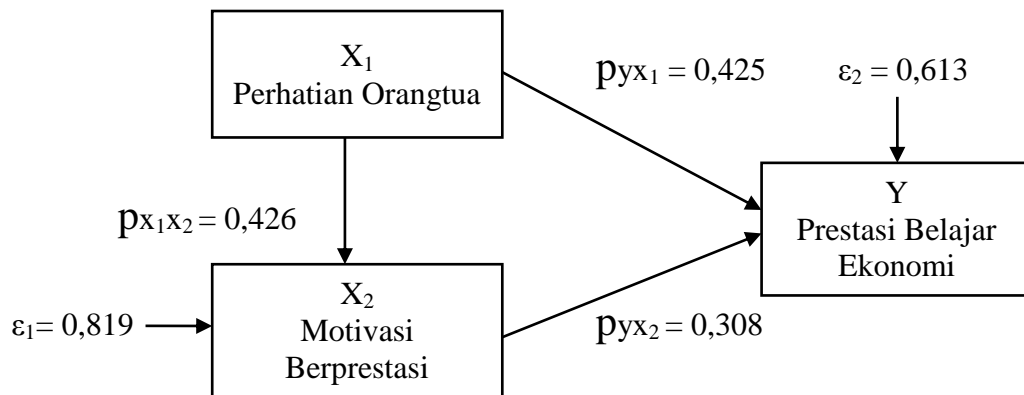 X₁
Perhatian Orangtua
pyx₁ = 0,425
ε₂ = 0,613
px₁x₂ = 0,426
Y
Prestasi Belajar
Ekonomi
X₂
Motivasi
Berprestasi
ε₁= 0,819
pyx₂ = 0,308